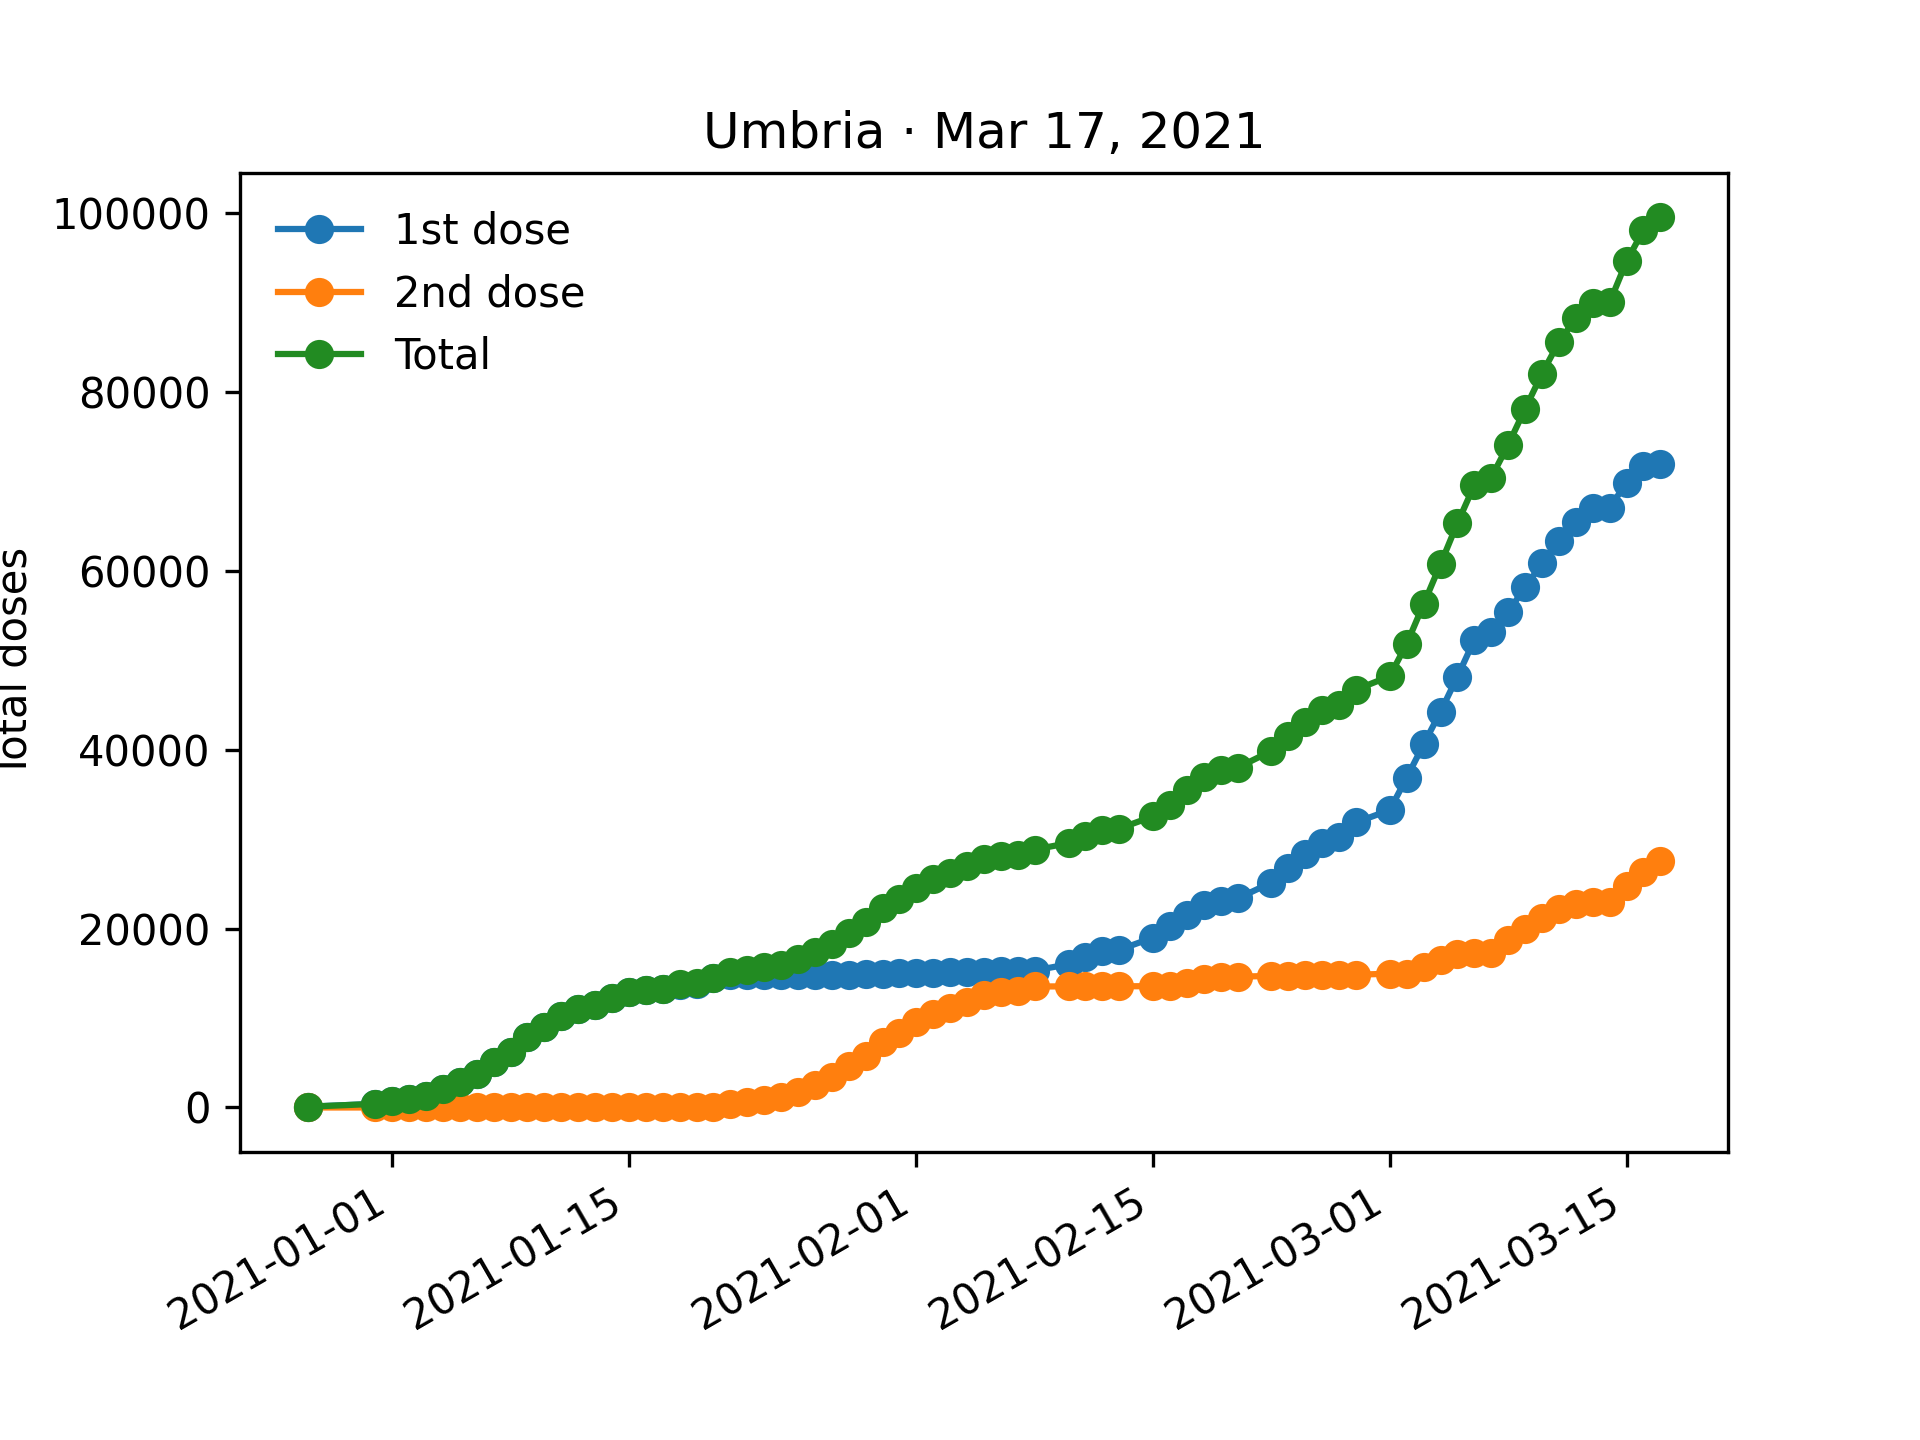 Umbria · Mar 17, 2021
100000
80000
60000
40000
20000
0
Total doses
1st dose
2nd dose
Total
2021-01-01
2021-01-15
2021-02-01
2021-02-15
2021-03-01
2021-03-15